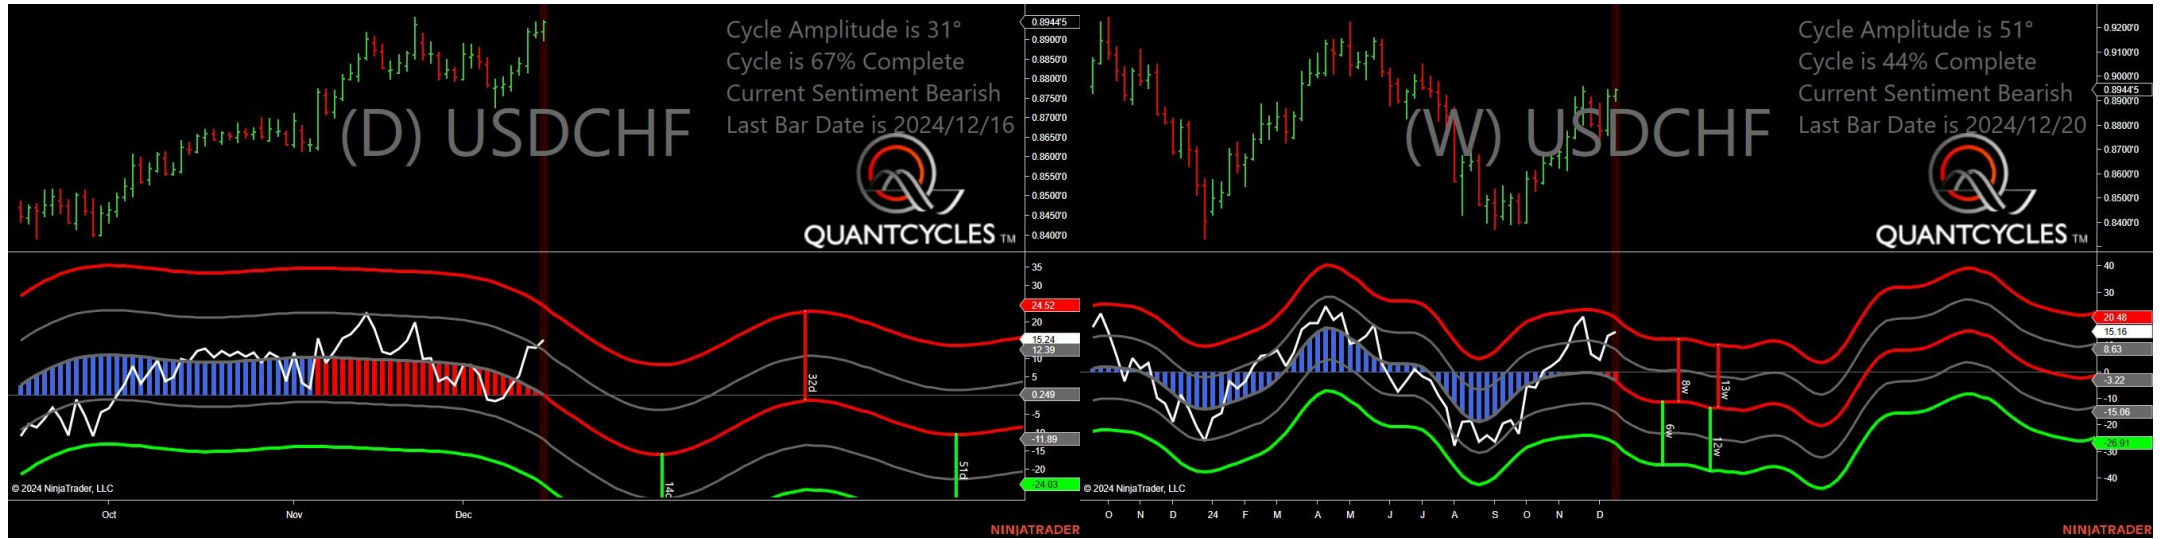 Cycle Amplitude is 31°
Cycle is 67% Complete
Current Sentiment Bearish
Last Bar Date is 2024/12/16
(D) USDCHF
QUANTCYCLES TM
0.8944'5
0.8900'0
0.8850'0
0.8800'0
0.8750'0
0.8700'0
0.8650'0
0.8600'0
0.8550'0
0.8500'0
0.8450'0
0.8400'0
35
30
24.52
20
15.24
12.39
10
5
0.249
-5
-11.89
-15
-20
-24.03
32d
14d
51d
© 2024 NinjaTrader, LLC
Oct Nov Dec
NINJATRADER
Cycle Amplitude is 51°
Cycle is 44% Complete
Current Sentiment Bearish
Last Bar Date is 2024/12/20
(W) USDCHF
QUANTCYCLES TM
0.9200'0
0.9100'0
0.9000'0
0.8944'5
0.8900'0
0.8800'0
0.8700'0
0.8600'0
0.8500'0
0.8400'0
40
30
20.48
15.16
8.63
0
-3.22
-10
-15.06
-20
-26.91
-30
-40
8w
13w
6w
12w
© 2024 NinjaTrader, LLC
O N D 24 F M A M J J A S O N D
NINJATRADER